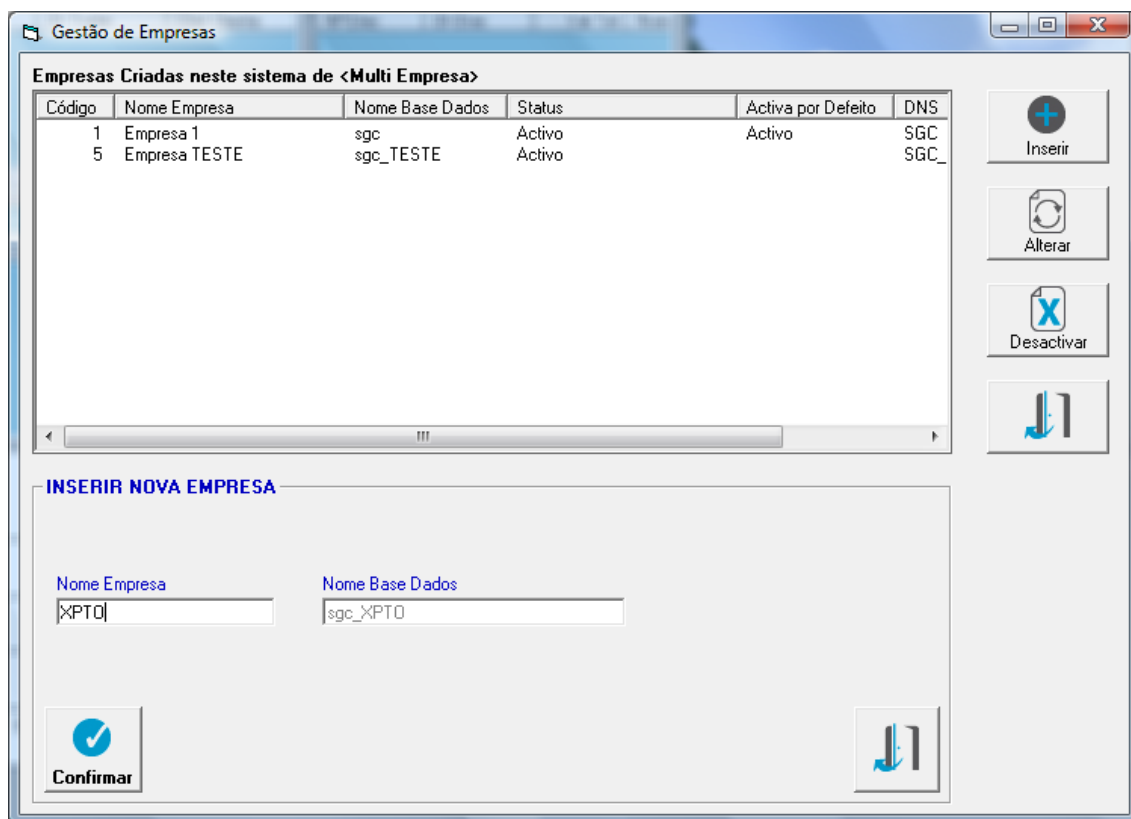 Gestão de Empresas
Empresas Criadas neste sistema de <Multi Empresa>
Código Nome Empresa Nome Base Dados Status Activa por Defeito DNS
1 Empresa 1 sgc Activo Activo SGC
5 Empresa TESTE sgc_TESTE Activo SGC_
Inserir
Alterar
Desactivar
INSERIR NOVA EMPRESA
Nome Empresa Nome Base Dados
XPTO sgc_XPTO
Confirmar